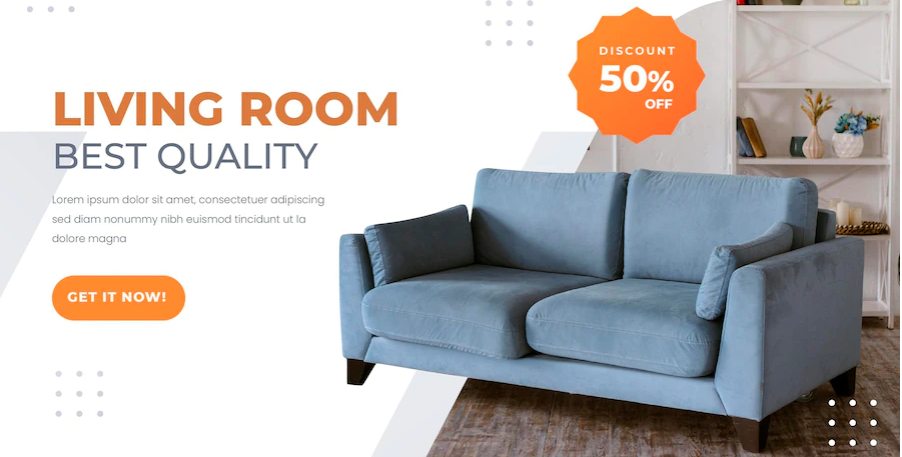 LIVING ROOM
BEST QUALITY
Lorem ipsum dolor sit amet, consectetuer adipiscing
sed diam nonummy nibh euismod tincidunt ut la
dolore magna
GET IT NOW!
DISCOUNT
50%
OFF